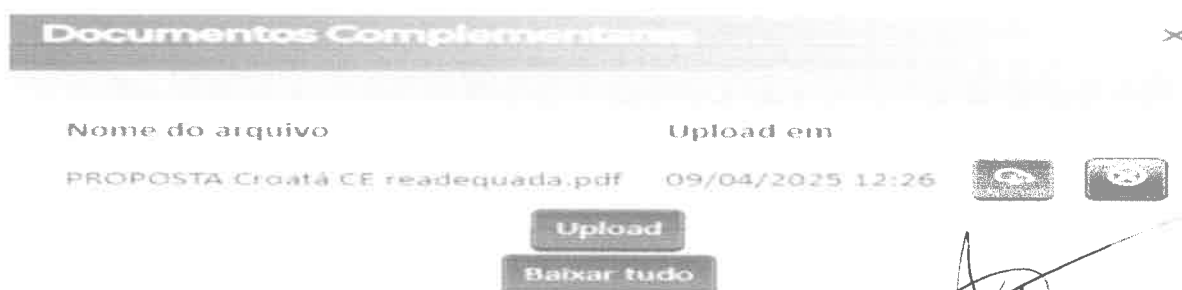 Documentos Complementares
Nome do arquivo Upload em
PROPOSTA Croatá CE readequada.pdf 09/04/2025 12:26
Upload
Baixar tudo